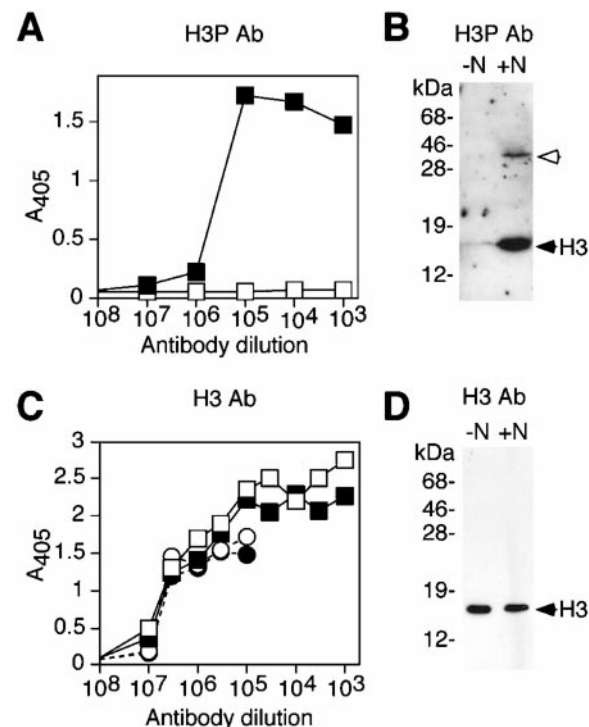 A
H3P Ab
A405
1.5
1
0.5
0
10^8 10^7 10^6 10^5 10^4 10^3
Antibody dilution
B
H3P Ab
-N +N
kDa
68-
46-
28-
19-
H3
12-
C
H3 Ab
A405
3
2.5
2
1.5
1
0.5
0
10^8 10^7 10^6 10^5 10^4 10^3
Antibody dilution
D
H3 Ab
-N +N
kDa
68-
46-
28-
19-
H3
12-